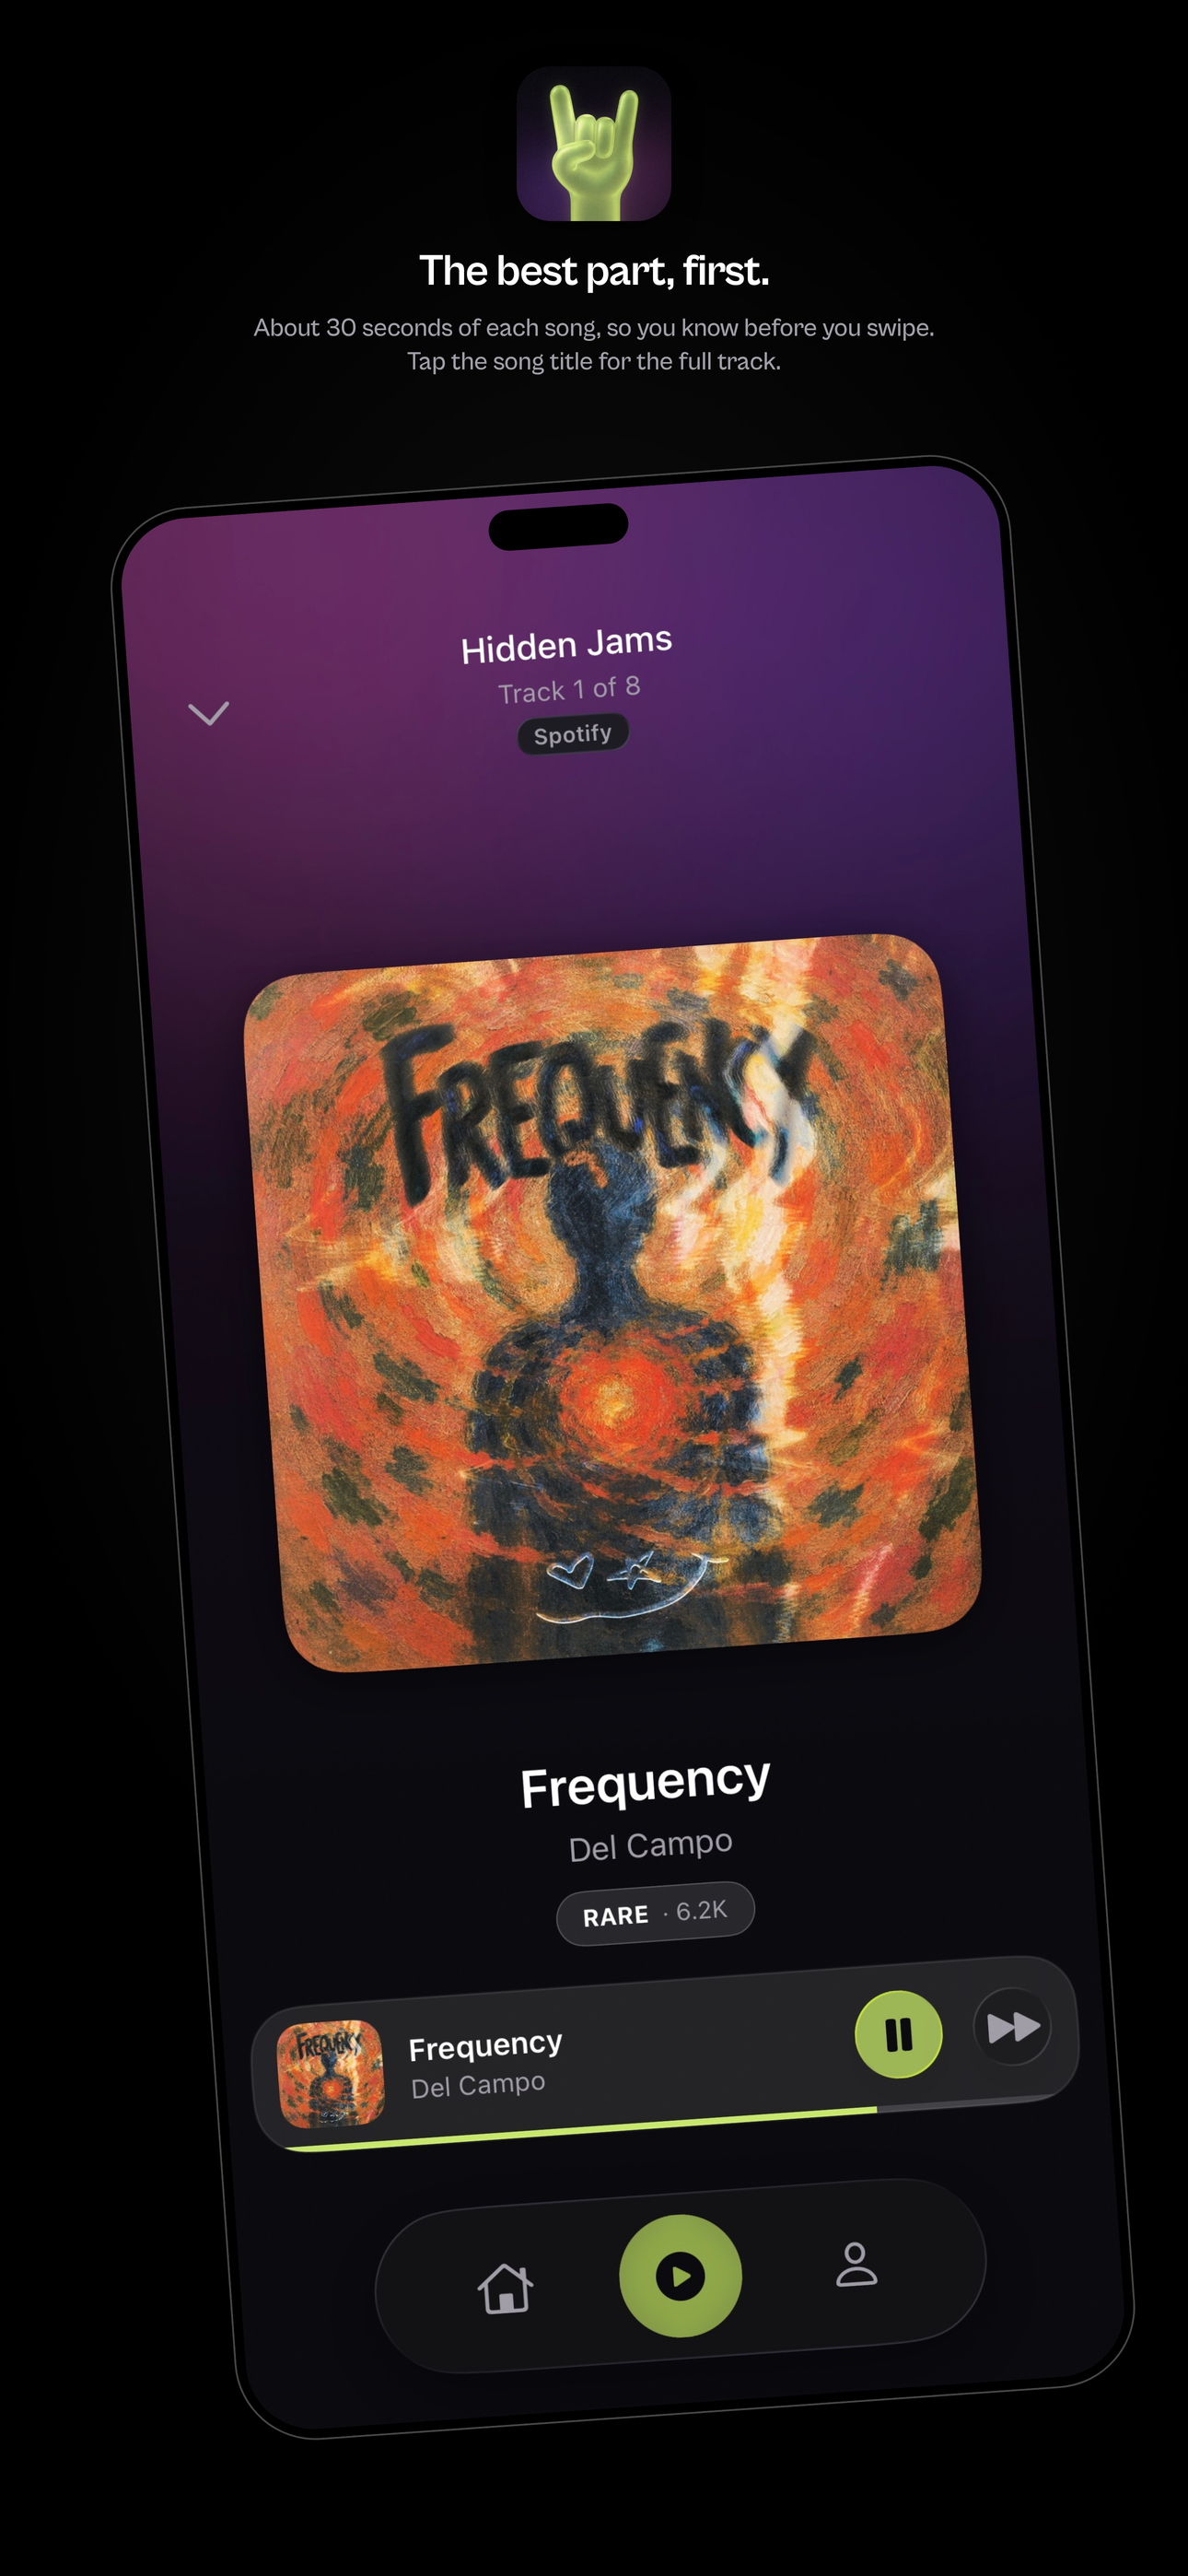 The best part, first.
About 30 seconds of each song, so you know before you swipe.
Tap the song title for the full track.
Hidden Jams
Track 1 of 8
Spotify
FREQUENCY
Frequency
Del Campo
RARE · 6.2K
FREQUENCY
Frequency
Del Campo